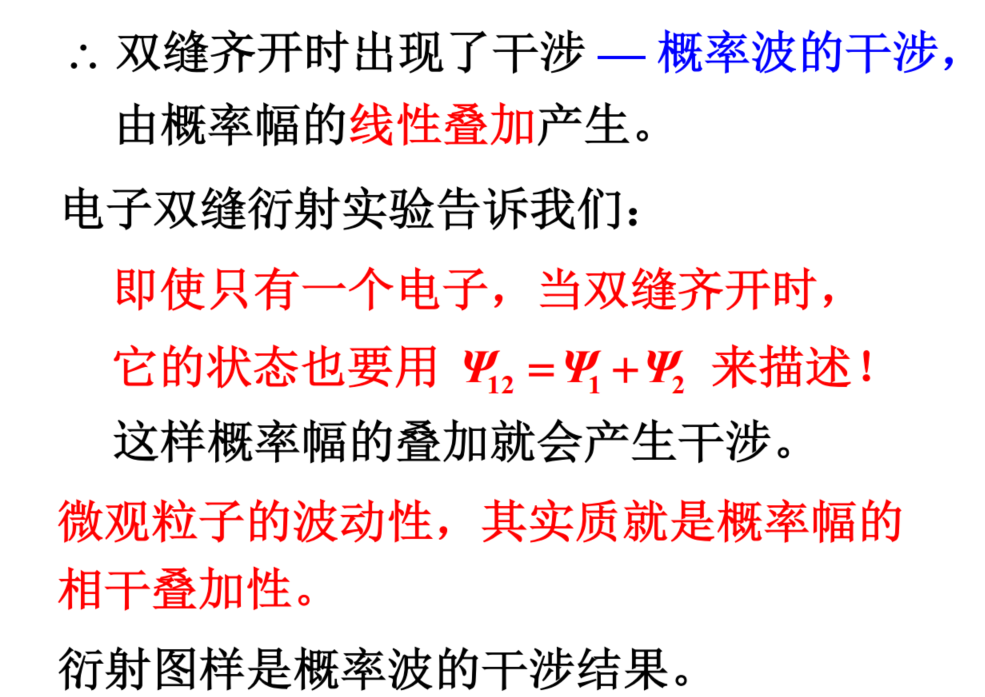 ∴ 双缝齐开时出现了干涉 — 概率波的干涉，
由概率幅的线性叠加产生。
电子双缝衍射实验告诉我们：
即使只有一个电子，当双缝齐开时，
它的状态也要用 Ψ₁₂ = Ψ₁ + Ψ₂ 来描述！
这样概率幅的叠加就会产生干涉。
微观粒子的波动性，其实质就是概率幅的
相干叠加性。
衍射图样是概率波的干涉结果。